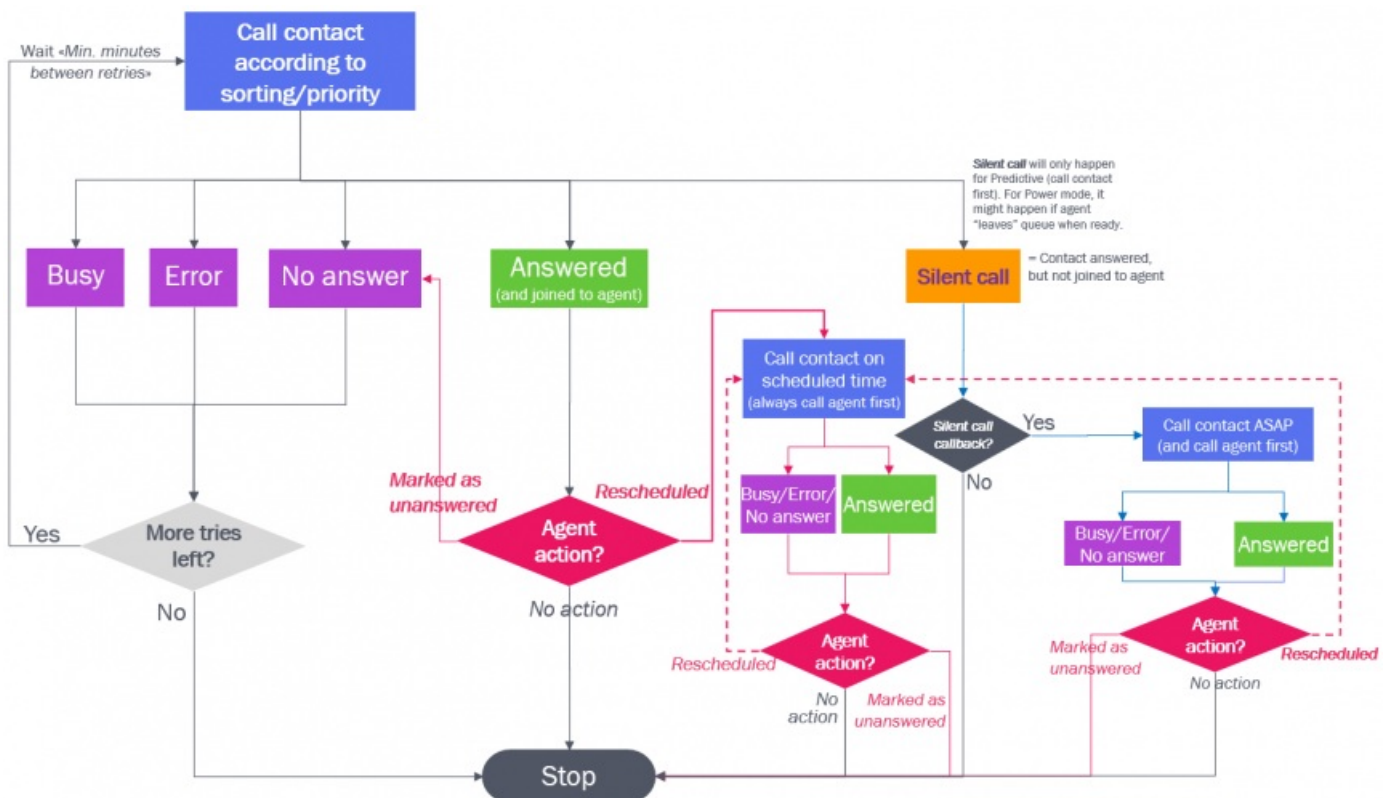 Call contact
according to
sorting/priority
Wait «Min. minutes
between retries»
Silent call will only happen
for Predictive (call contact
first). For Power mode, it
might happen if agent
"leaves" queue when ready.
Busy
Error
No answer
Answered
(and joined to agent)
Silent call
= Contact answered,
but not joined to agent
Call contact on
scheduled time
(always call agent first)
Silent call
callback?
Yes
No
Call contact ASAP
(and call agent first)
Marked as
unanswered
Rescheduled
Busy/Error/
No answer
Answered
Busy/Error/
No answer
Answered
Yes
More tries
left?
No
Agent
action?
No action
Agent
action?
Rescheduled
No
action
Marked as
unanswered
Agent
action?
Marked as
unanswered
Rescheduled
No action
Stop